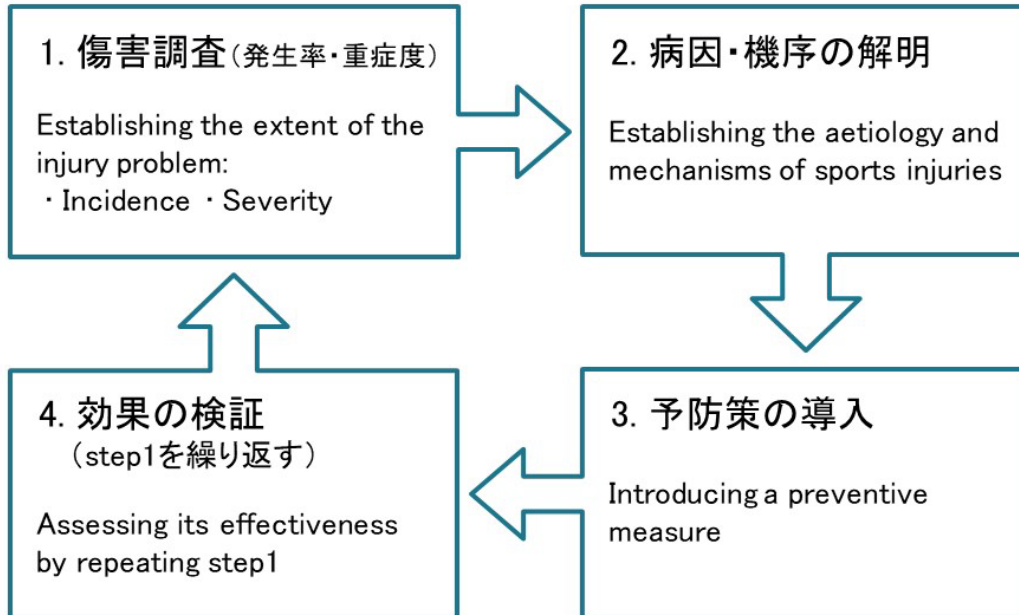 1. 傷害調査（発生率・重症度）
Establishing the extent of the
injury problem:
・Incidence ・Severity
2. 病因・機序の解明
Establishing the aetiology and
mechanisms of sports injuries
3. 予防策の導入
Introducing a preventive
measure
4. 効果の検証
（step1を繰り返す）
Assessing its effectiveness
by repeating step1